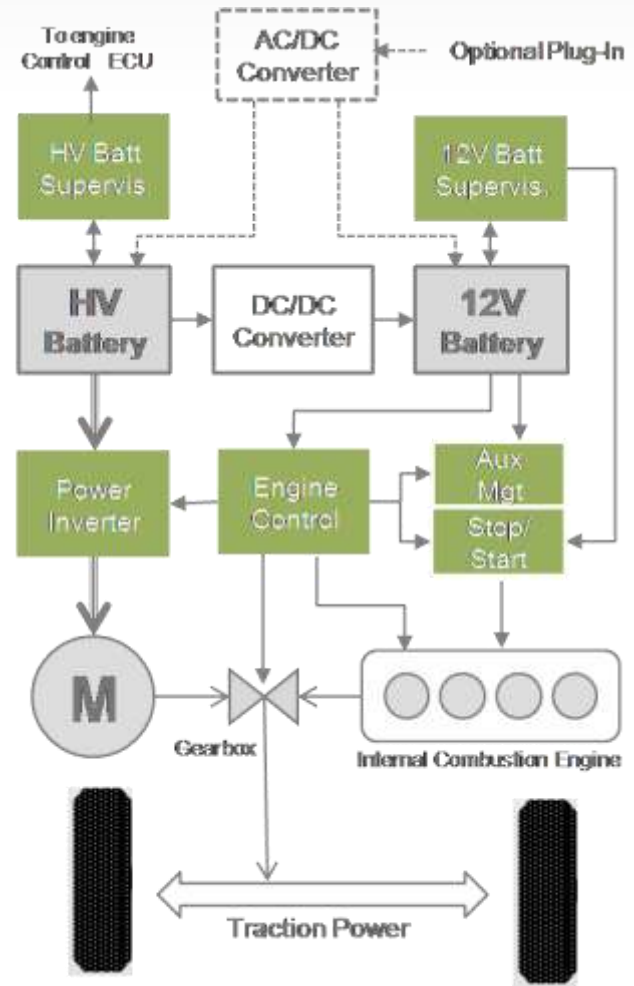 To engine
Control ECU
AC/DC
Converter
Optional Plug-In
HV Batt
Supervis.
12V Batt
Supervis.
HV
Battery
DC/DC
Converter
12V
Battery
Power
Inverter
Engine
Control
Aux
Mgt
Stop/
Start
M
Gearbox
Internal Combustion Engine
Traction Power